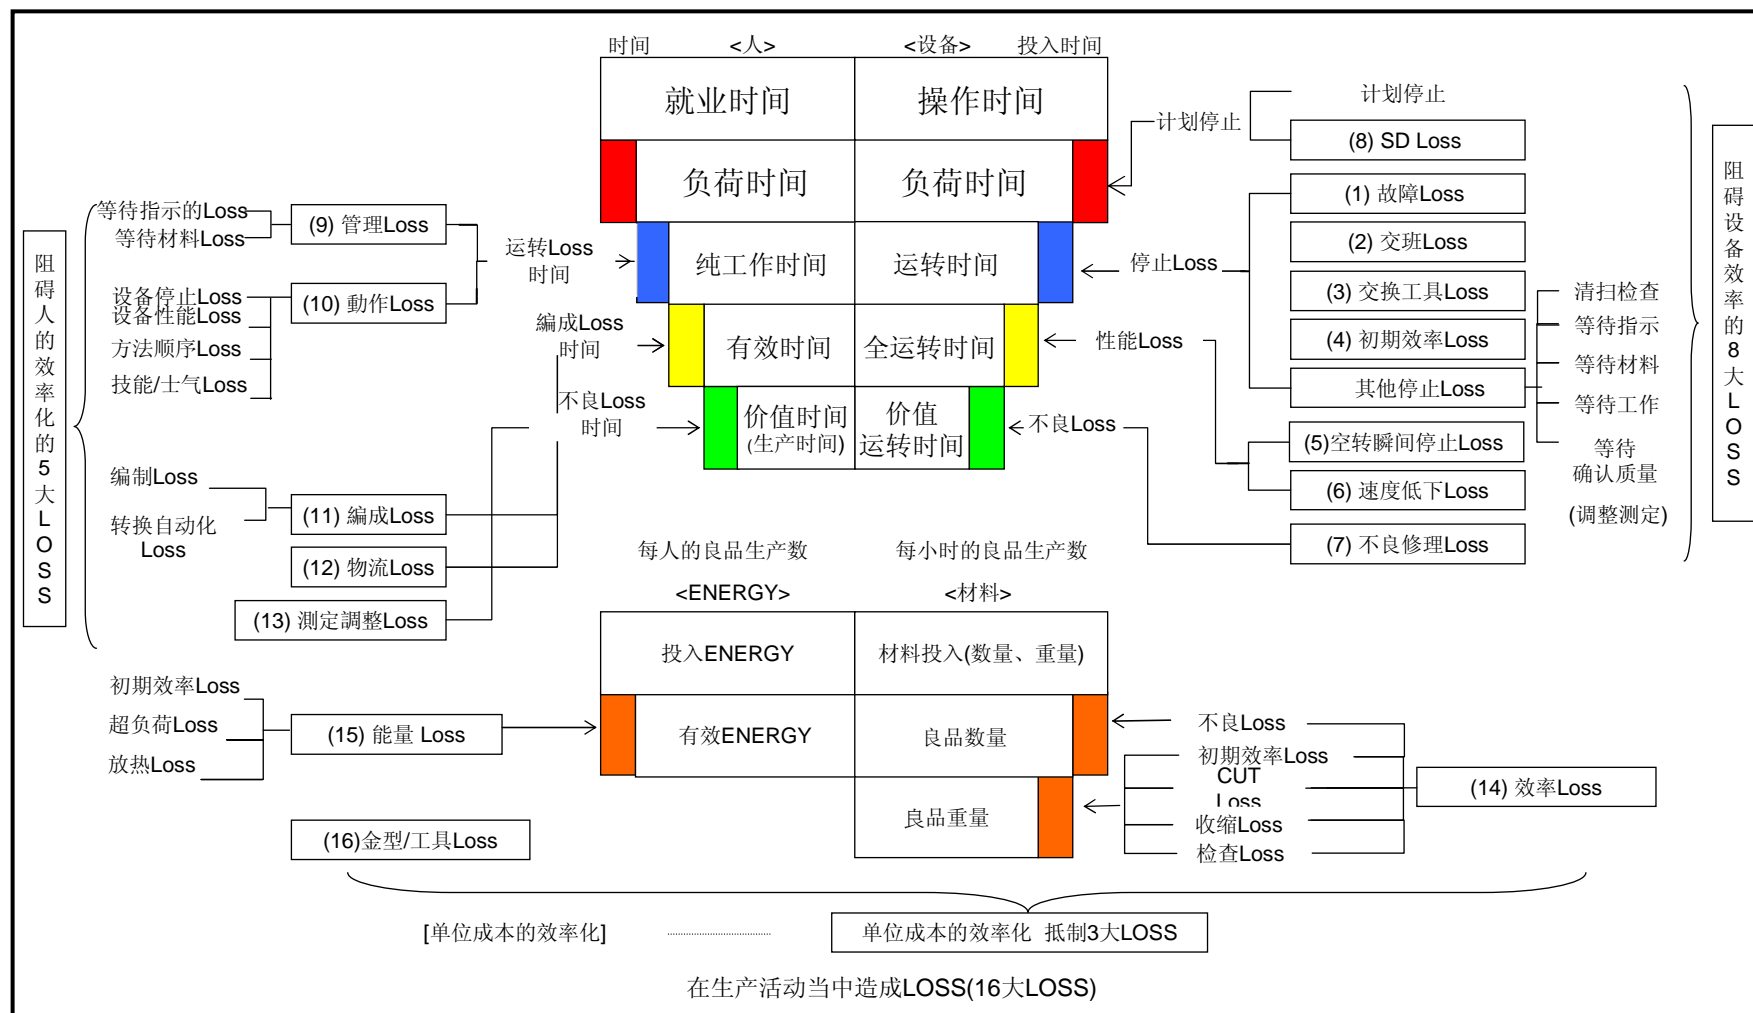 时间
<人>
<设备>
投入时间
就业时间
操作时间
负荷时间
负荷时间
纯工作时间
运转时间
有效时间
全运转时间
价值时间
(生产时间)
价值
运转时间
计划停止
计划停止
(8) SD Loss
(1) 故障Loss
(2) 交班Loss
停止Loss
(3) 交换工具Loss
(4) 初期效率Loss
其他停止Loss
清扫检查
等待指示
等待材料
等待工作
等待
确认质量
(调整测定)
性能Loss
(5)空转瞬间停止Loss
(6) 速度低下Loss
不良Loss
(7) 不良修理Loss
阻碍设备效率的8大LOSS
阻碍人的效率化的5大LOSS
等待指示的Loss
等待材料Loss
(9) 管理Loss
运转Loss
时间
设备停止Loss
设备性能Loss
方法顺序Loss
技能/士气Loss
(10) 動作Loss
編成Loss
时间
不良Loss
时间
编制Loss
转换自动化
Loss
(11) 編成Loss
(12) 物流Loss
(13) 测定調整Loss
每人的良品生产数
每小时的良品生产数
<ENERGY>
<材料>
投入ENERGY
材料投入(数量、重量)
有效ENERGY
良品数量
良品重量
初期效率Loss
超负荷Loss
放热Loss
(15) 能量 Loss
(16)金型/工具Loss
不良Loss
初期效率Loss
CUT
Loss
收缩Loss
检查Loss
(14) 效率Loss
[单位成本的效率化]
单位成本的效率化 抵制3大LOSS
在生产活动当中造成LOSS(16大LOSS)